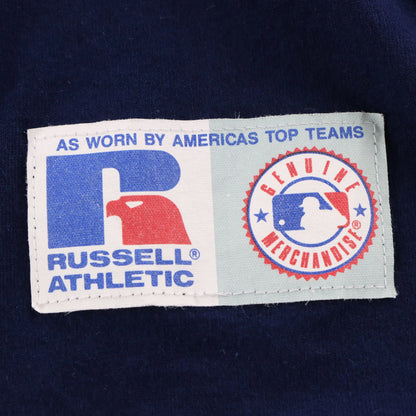 AS WORN BY AMERICAS TOP TEAMS
R
RUSSELL®
ATHLETIC
GENUINE
MERCHANDISE®